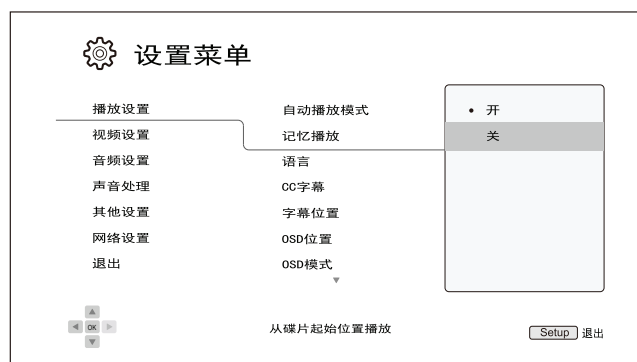 设置菜单
播放设置
视频设置
音频设置
声音处理
其他设置
网络设置
退出
自动播放模式
记忆播放
语言
CC字幕
字幕位置
OSD位置
OSD模式
• 开
关
OK
从碟片起始位置播放
Setup 退出